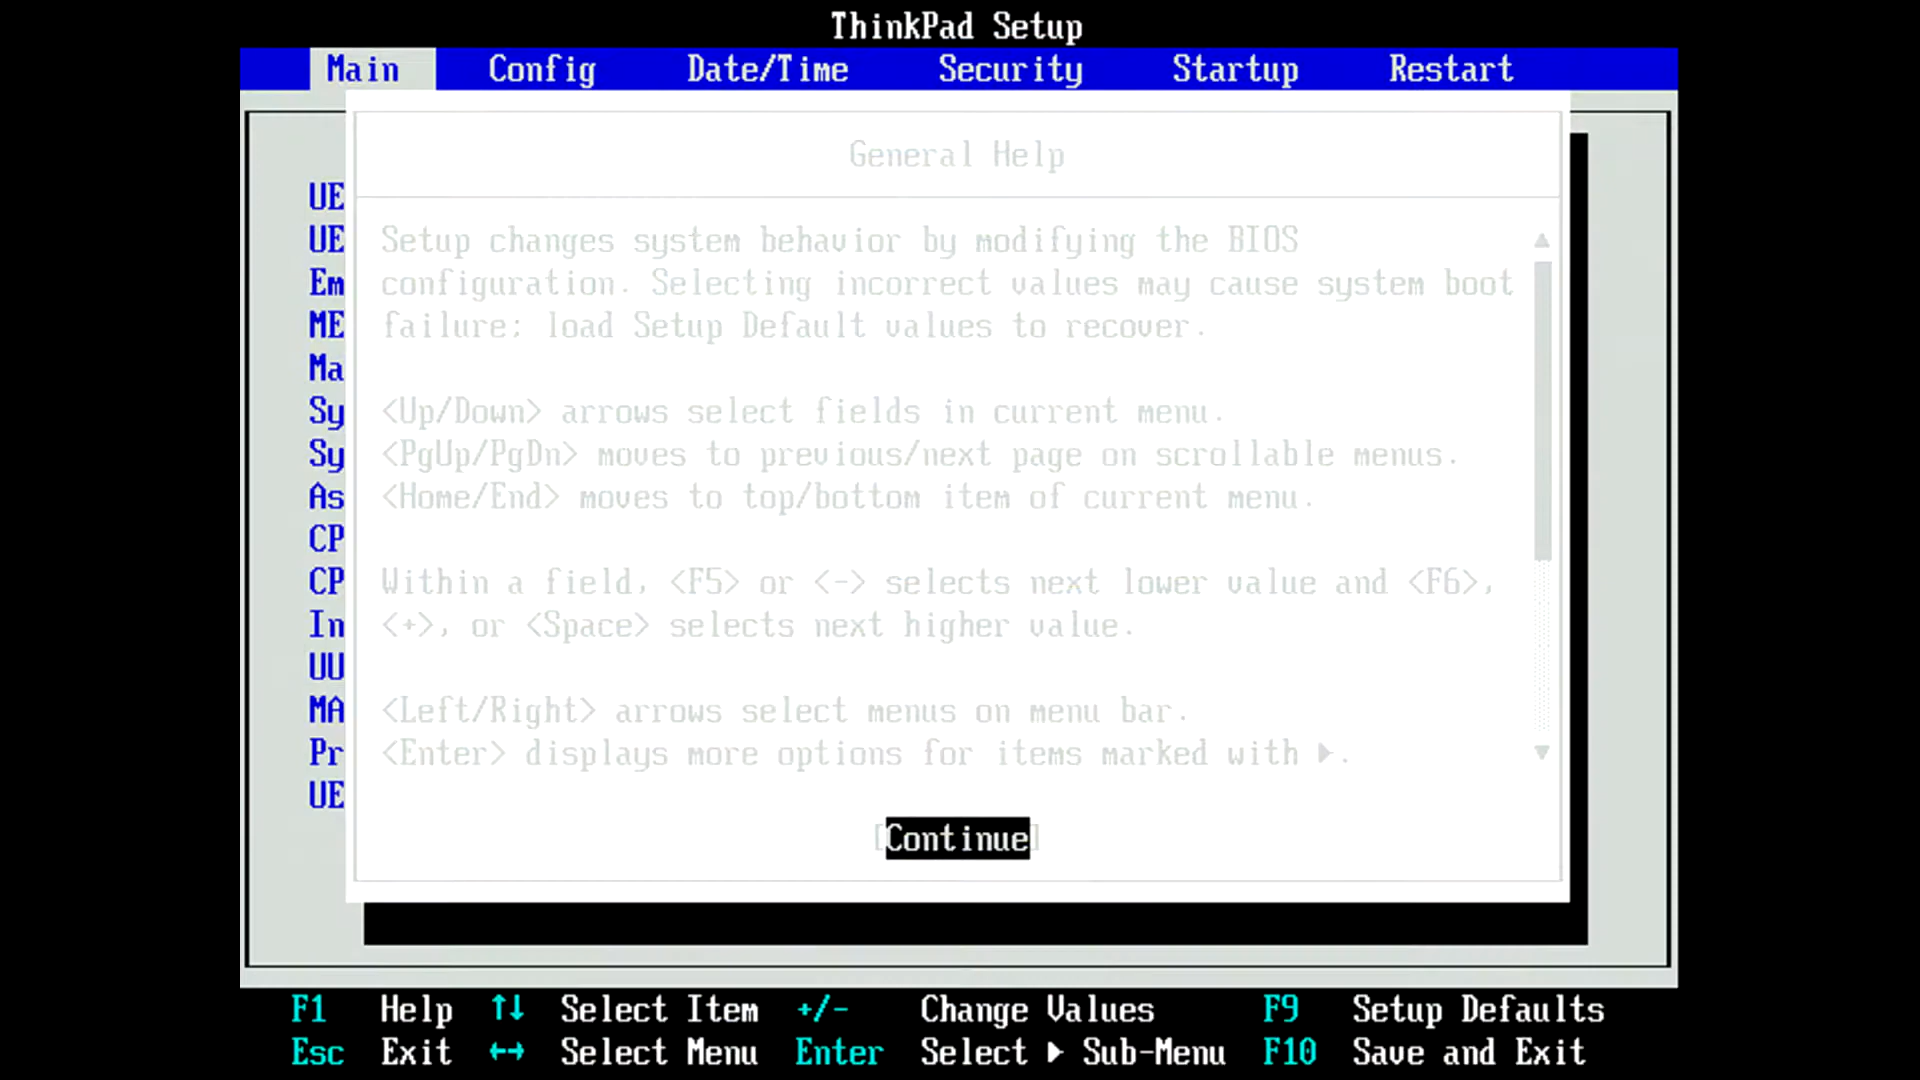 ThinkPad Setup
Main Config Date/Time Security Startup Restart
General Help
UE
UE Setup changes system behavior by modifying the BIOS
Em configuration. Selecting incorrect values may cause system boot
ME failure; load Setup Default values to recover.
Ma
Sy <Up/Down> arrows select fields in current menu.
Sy <PgUp/PgDn> moves to previous/next page on scrollable menus.
As <Home/End> moves to top/bottom item of current menu.
CP
CP Within a field, <F5> or <-> selects next lower value and <F6>,
In <+>, or <Space> selects next higher value.
UU
MA <Left/Right> arrows select menus on menu bar.
Pr <Enter> displays more options for items marked with ▶.
UE
[Continue]
F1 Help ↑↓ Select Item +/- Change Values F9 Setup Defaults
Esc Exit ↔ Select Menu Enter Select ▶ Sub-Menu F10 Save and Exit